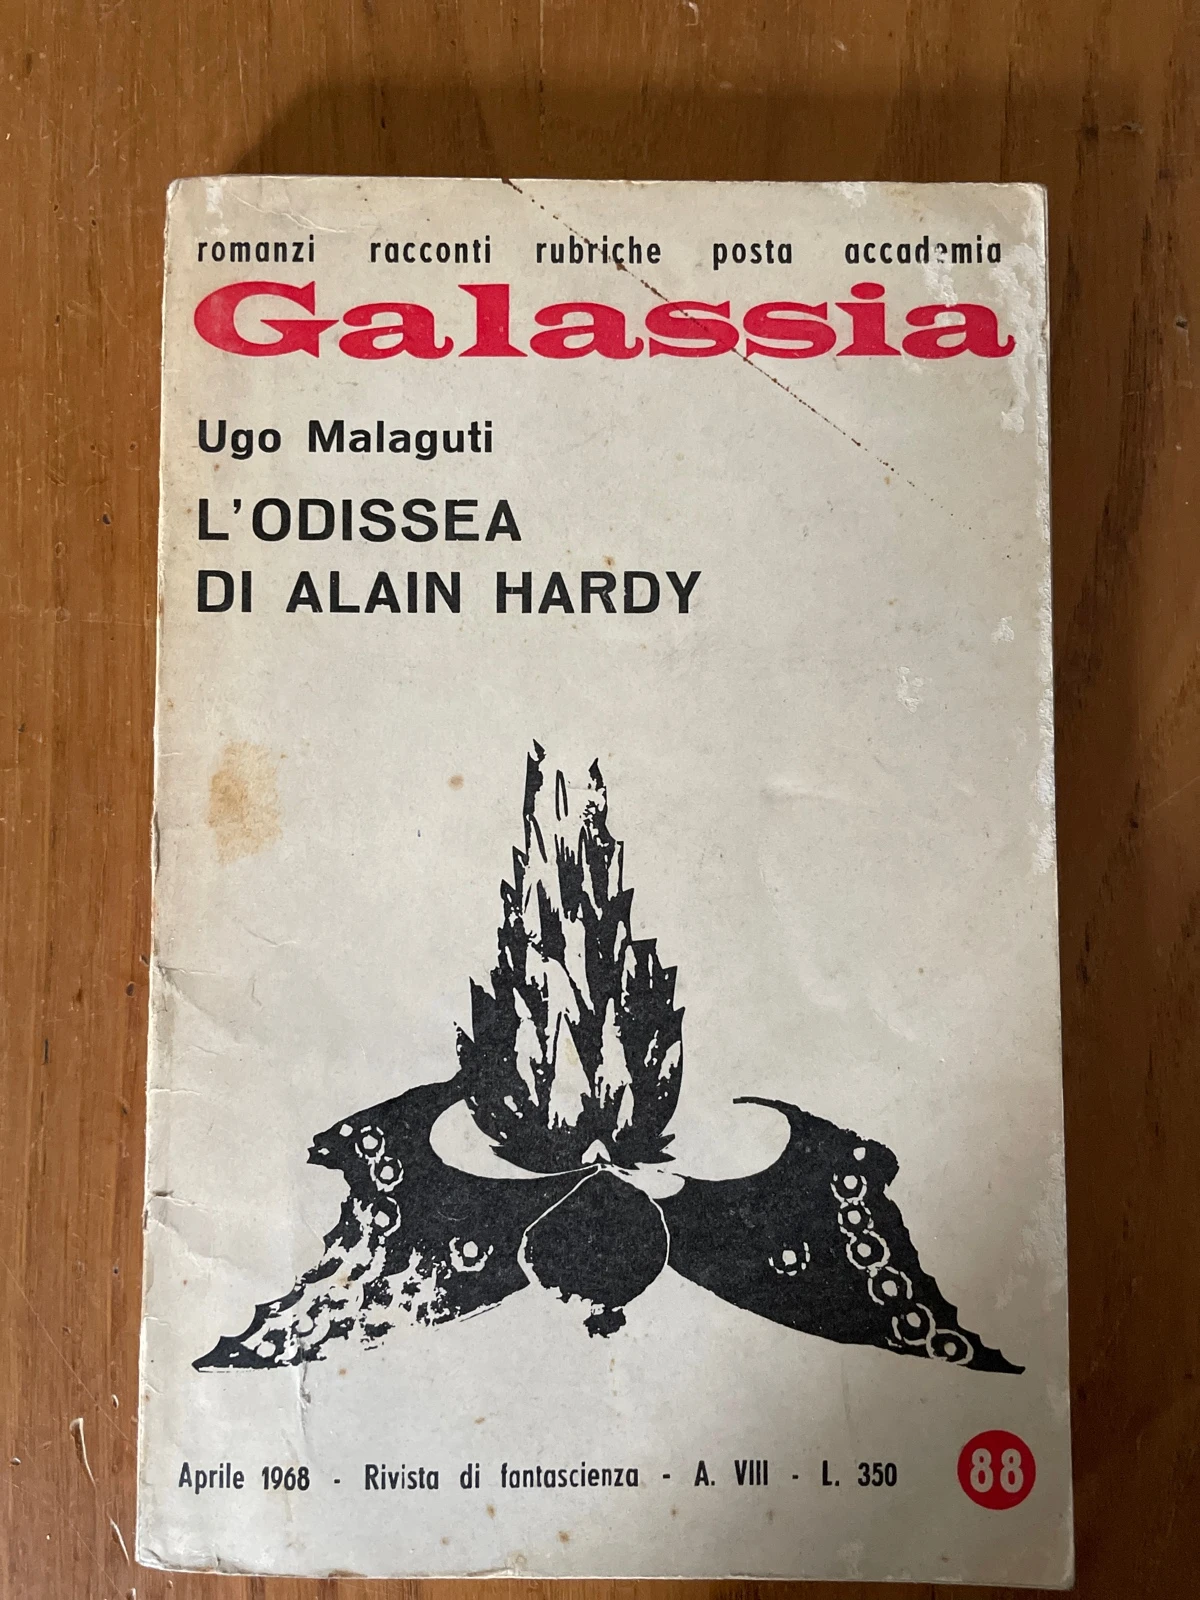 romanzi racconti rubriche posta accademia
Galassia
Ugo Malaguti
L'ODISSEA
DI ALAIN HARDY
Aprile 1968 - Rivista di fantascienza - A. VIII - L. 350
88